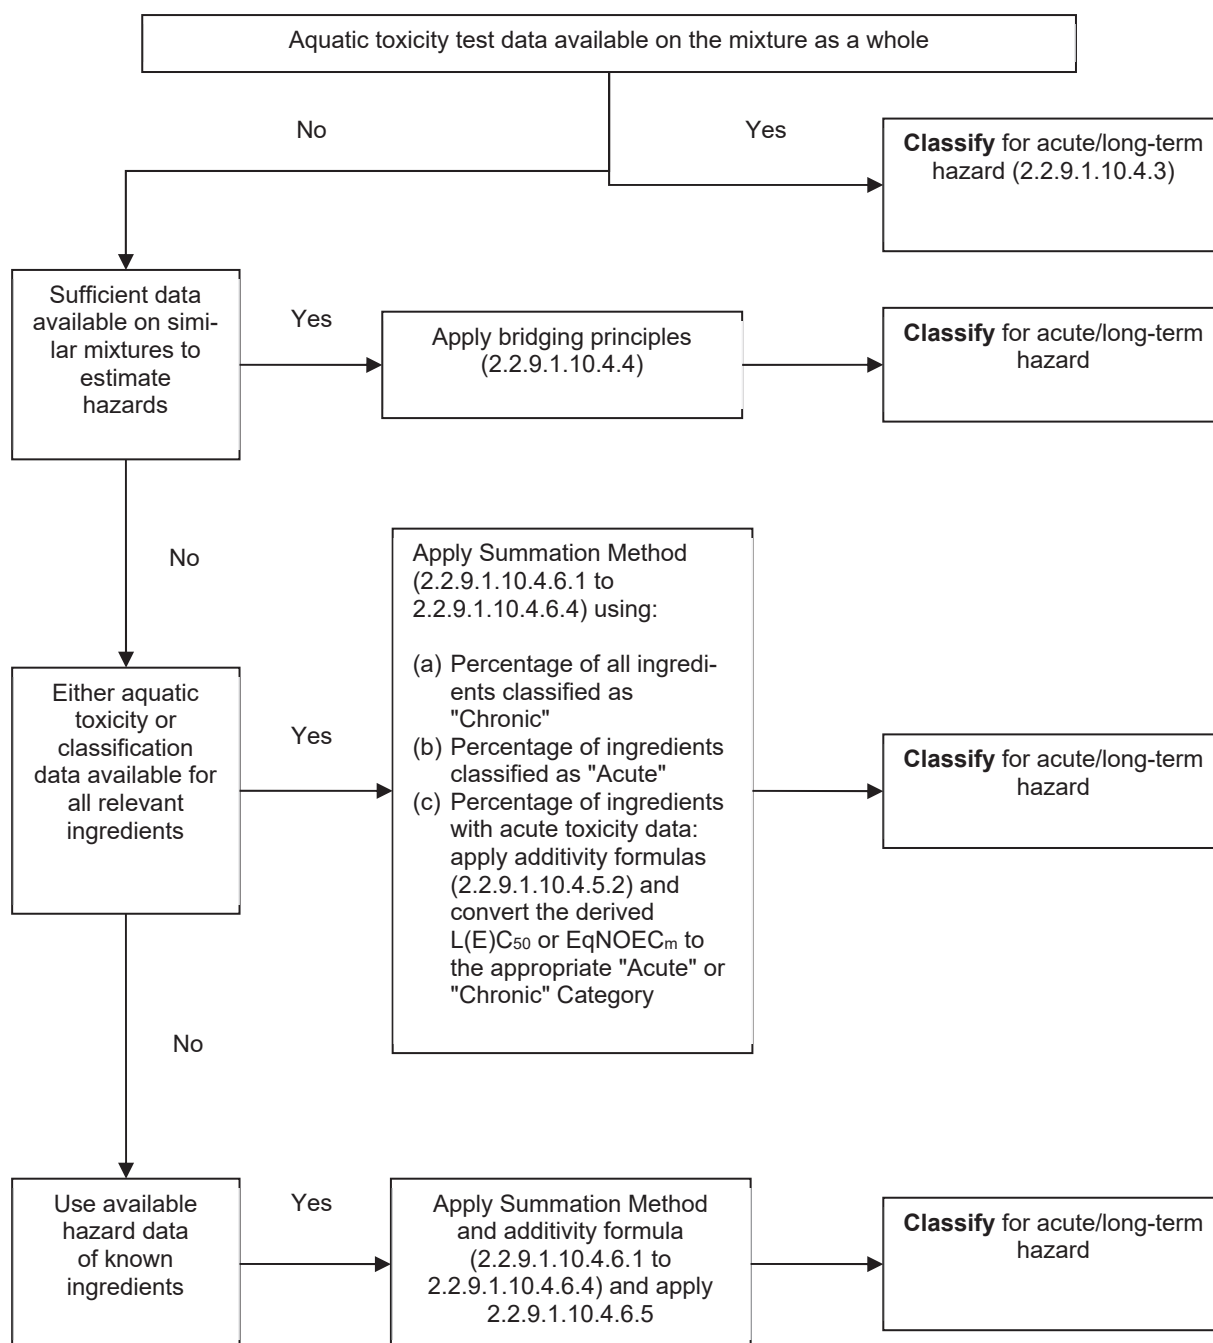 Aquatic toxicity test data available on the mixture as a whole
No
Yes
Classify for acute/long-term
hazard (2.2.9.1.10.4.3)
Sufficient data
available on simi-
lar mixtures to
estimate
hazards
Yes
Apply bridging principles
(2.2.9.1.10.4.4)
Classify for acute/long-term
hazard
No
Either aquatic
toxicity or
classification
data available for
all relevant
ingredients
Yes
Apply Summation Method
(2.2.9.1.10.4.6.1 to
2.2.9.1.10.4.6.4) using:
(a) Percentage of all ingredi-
ents classified as
"Chronic"
(b) Percentage of ingredients
classified as "Acute"
(c) Percentage of ingredients
with acute toxicity data:
apply additivity formulas
(2.2.9.1.10.4.5.2) and
convert the derived
L(E)C₅₀ or EqNOECₘ to
the appropriate "Acute" or
"Chronic" Category
Classify for acute/long-term
hazard
No
Use available
hazard data
of known
ingredients
Yes
Apply Summation Method
and additivity formula
(2.2.9.1.10.4.6.1 to
2.2.9.1.10.4.6.4) and apply
2.2.9.1.10.4.6.5
Classify for acute/long-term
hazard